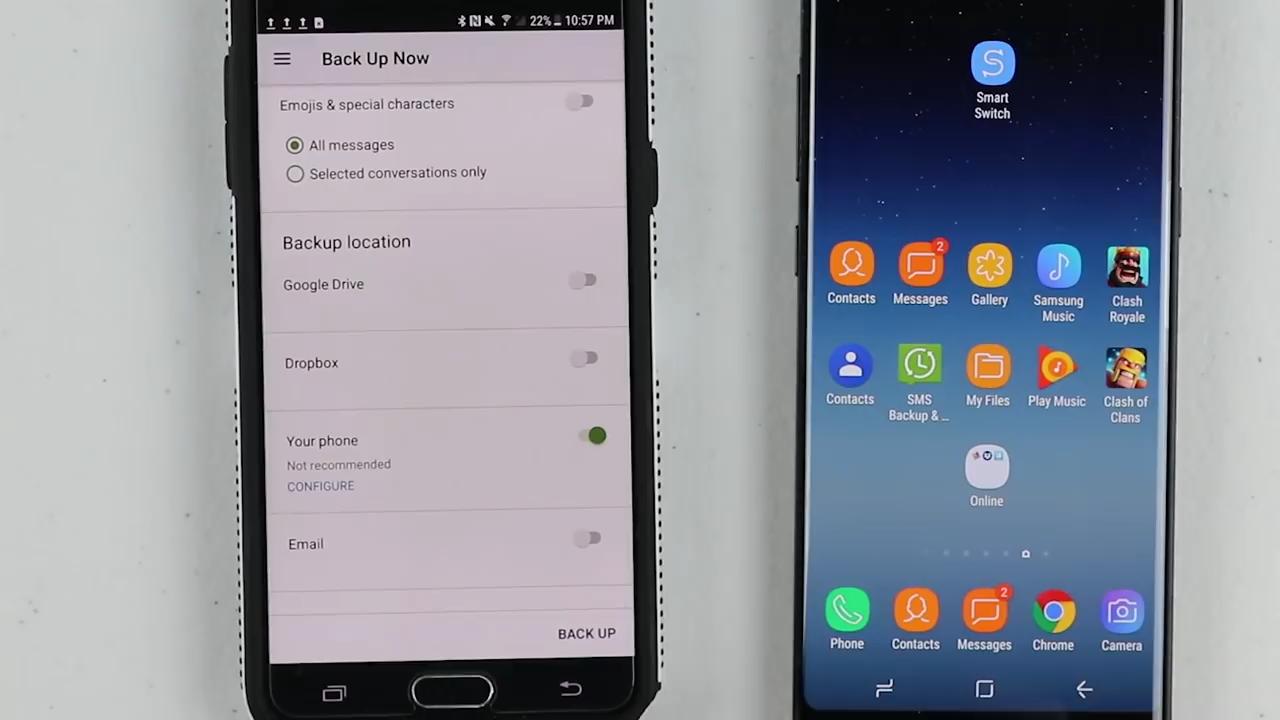 22% 10:57 PM
Back Up Now
Emojis & special characters
All messages
Selected conversations only
Backup location
Google Drive
Dropbox
Your phone
Not recommended
CONFIGURE
Email
BACK UP
S
Smart
Switch
2
Contacts
Messages
Gallery
Samsung
Music
Clash
Royale
Contacts
SMS
Backup & ...
My Files
Play Music
Clash of
Clans
Online
2
Phone
Contacts
Messages
Chrome
Camera